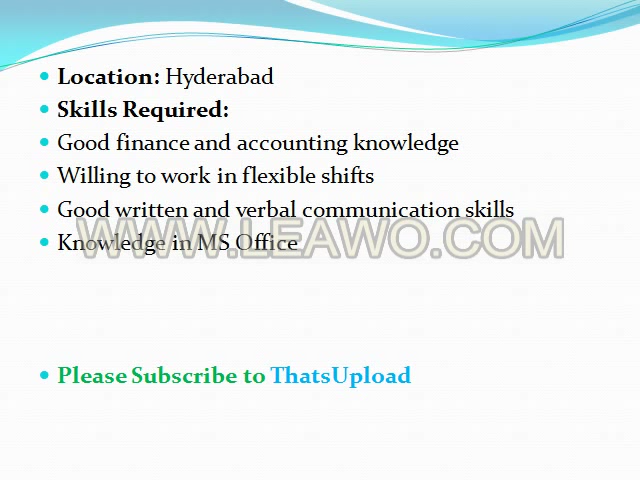 Location: Hyderabad
Skills Required:
Good finance and accounting knowledge
Willing to work in flexible shifts
Good written and verbal communication skills
WWW.LEAWO.COM
Knowledge in MS Office
Please Subscribe to ThatsUpload